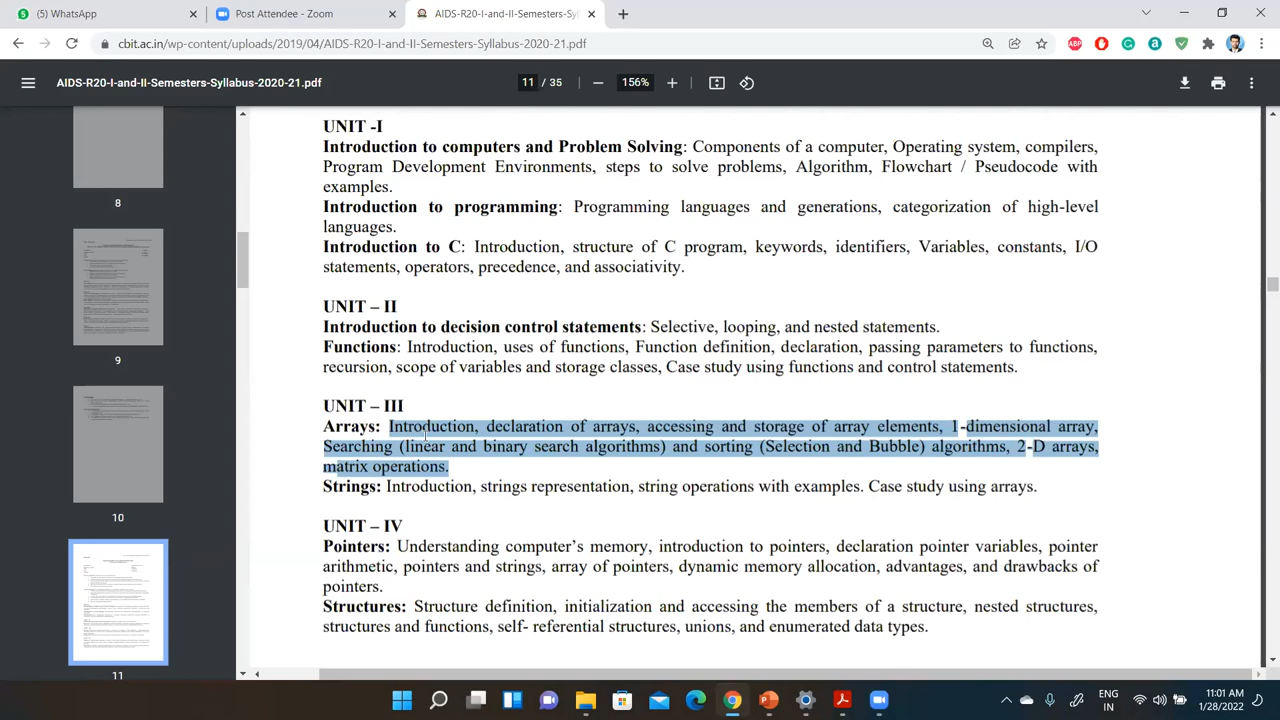 (5) WhatsApp
Post Attendee - Zoom
AIDS-R20-I-and-II-Semesters-Sy
cbit.ac.in/wp-content/uploads/2019/04/AIDS-R20-I-and-II-Semesters-Syllabus-2020-21.pdf
AIDS-R20-I-and-II-Semesters-Syllabus-2020-21.pdf
11 / 35
156%
UNIT -I
Introduction to computers and Problem Solving: Components of a computer, Operating system, compilers,
Program Development Environments, steps to solve problems, Algorithm, Flowchart / Pseudocode with
examples.
Introduction to programming: Programming languages and generations, categorization of high-level
languages.
Introduction to C: Introduction, structure of C program, keywords, identifiers, Variables, constants, I/O
statements, operators, precedence, and associativity.
UNIT – II
Introduction to decision control statements: Selective, looping, and nested statements.
Functions: Introduction, uses of functions, Function definition, declaration, passing parameters to functions,
recursion, scope of variables and storage classes, Case study using functions and control statements.
UNIT – III
Arrays: Introduction, declaration of arrays, accessing and storage of array elements, 1-dimensional array,
Searching (linear and binary search algorithms) and sorting (Selection and Bubble) algorithms, 2-D arrays,
matrix operations.
Strings: Introduction, strings representation, string operations with examples. Case study using arrays.
UNIT – IV
Pointers: Understanding computer's memory, introduction to pointers, declaration pointer variables, pointer
arithmetic, pointers and strings, array of pointers, dynamic memory allocation, advantages, and drawbacks of
pointers.
Structures: Structure definition, initialization and accessing the members of a structure, nested structures,
structures and functions, self- referential structures, unions, and enumerated data types.
8
9
10
11
ENG
IN
11:01 AM
1/28/2022